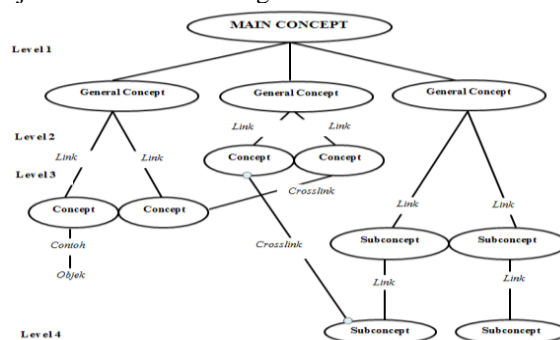 MAIN CONCEPT
Level 1
General Concept
General Concept
General Concept
Level 2
Link
Link
Link
Link
Concept
Concept
Level 3
Crosslink
Link
Link
Concept
Concept
Contoh
Crosslink
Subconcept
Subconcept
Objek
Link
Link
Level 4
Subconcept
Subconcept